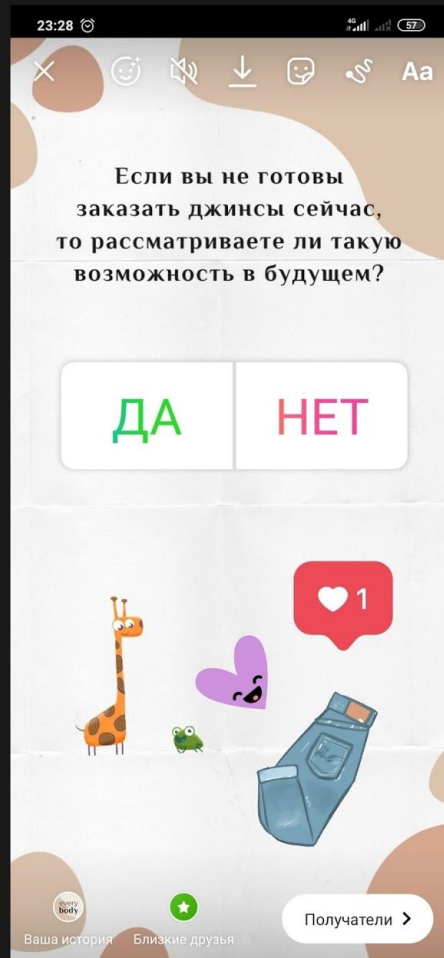 23:28
4G
57
Aa
Если вы не готовы
заказать джинсы сейчас,
то рассматриваете ли такую
возможность в будущем?
ДА
НЕТ
1
every
body
Ваша история
Близкие друзья
Получатели